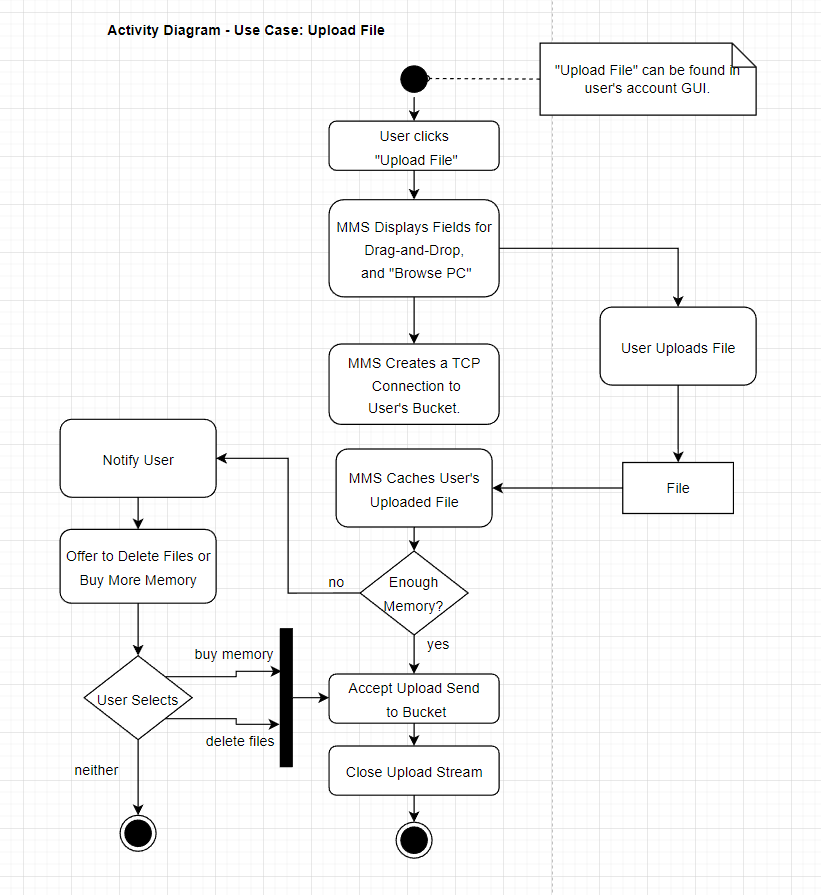 Activity Diagram - Use Case: Upload File
"Upload File" can be found in
user's account GUI.
User clicks
"Upload File"
MMS Displays Fields for
Drag-and-Drop,
and "Browse PC"
User Uploads File
MMS Creates a TCP
Connection to
User's Bucket.
Notify User
MMS Caches User's
Uploaded File
File
Offer to Delete Files or
Buy More Memory
no
Enough
Memory?
yes
buy memory
User Selects
delete files
Accept Upload Send
to Bucket
neither
Close Upload Stream